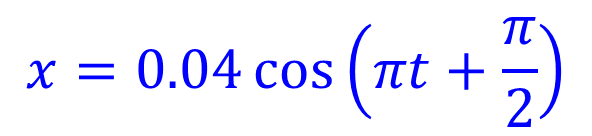 x = 0.04 cos (πt + π/2)